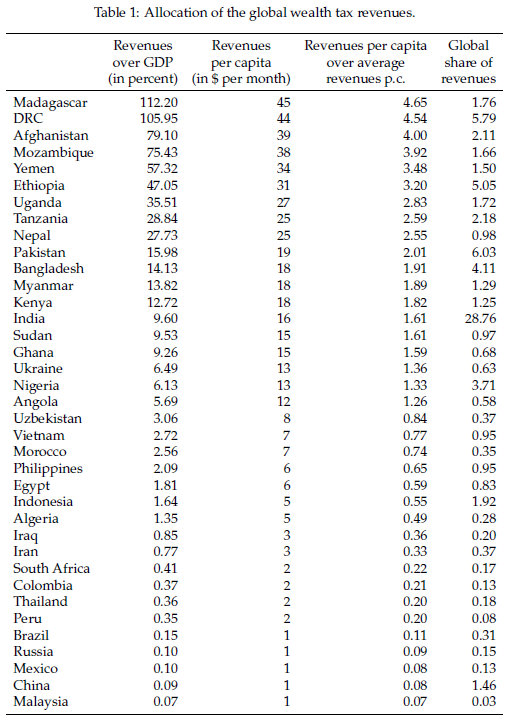 Table 1: Allocation of the global wealth tax revenues.
Revenues Revenues Revenues per capita Global
over GDP per capita over average share of
(in percent) (in $ per month) revenues p.c. revenues
Madagascar 112.20 45 4.65 1.76
DRC 105.95 44 4.54 5.79
Afghanistan 79.10 39 4.00 2.11
Mozambique 75.43 38 3.92 1.66
Yemen 57.32 34 3.48 1.50
Ethiopia 47.05 31 3.20 5.05
Uganda 35.51 27 2.83 1.72
Tanzania 28.84 25 2.59 2.18
Nepal 27.73 25 2.55 0.98
Pakistan 15.98 19 2.01 6.03
Bangladesh 14.13 18 1.91 4.11
Myanmar 13.82 18 1.89 1.29
Kenya 12.72 18 1.82 1.25
India 9.60 16 1.61 28.76
Sudan 9.53 15 1.61 0.97
Ghana 9.26 15 1.59 0.68
Ukraine 6.49 13 1.36 0.63
Nigeria 6.13 13 1.33 3.71
Angola 5.69 12 1.26 0.58
Uzbekistan 3.06 8 0.84 0.37
Vietnam 2.72 7 0.77 0.95
Morocco 2.56 7 0.74 0.35
Philippines 2.09 6 0.65 0.95
Egypt 1.81 6 0.59 0.83
Indonesia 1.64 5 0.55 1.92
Algeria 1.35 5 0.49 0.28
Iraq 0.85 3 0.36 0.20
Iran 0.77 3 0.33 0.37
South Africa 0.41 2 0.22 0.17
Colombia 0.37 2 0.21 0.13
Thailand 0.36 2 0.20 0.18
Peru 0.35 2 0.20 0.08
Brazil 0.15 1 0.11 0.31
Russia 0.10 1 0.09 0.15
Mexico 0.10 1 0.08 0.13
China 0.09 1 0.08 1.46
Malaysia 0.07 1 0.07 0.03